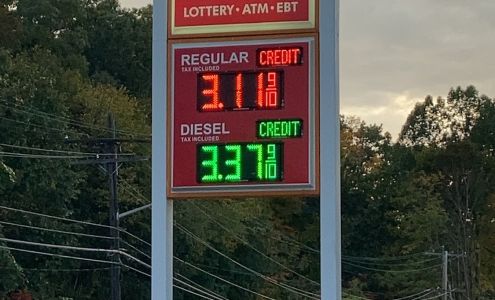 LOTTERY • ATM • EBT
REGULAR CREDIT
TAX INCLUDED
3.11 9/10
DIESEL CREDIT
TAX INCLUDED
3.37 9/10